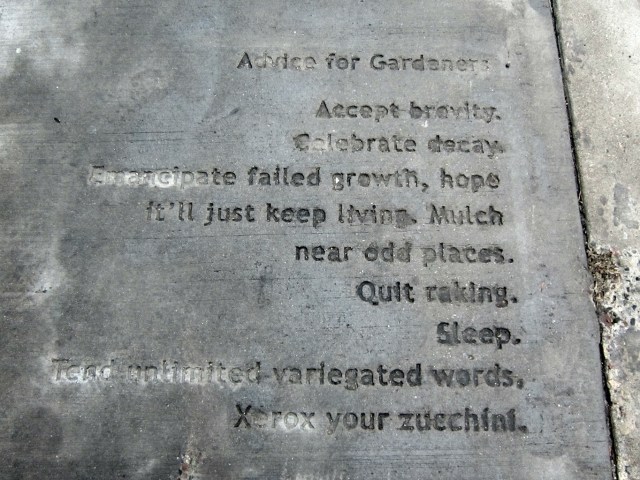 Advice for Gardeners
Accept brevity.
Celebrate decay.
Emancipate failed growth, hope
it'll just keep living. Mulch
near odd places.
Quit raking.
Sleep.
Tend unlimited variegated words,
Xerox your zucchini.